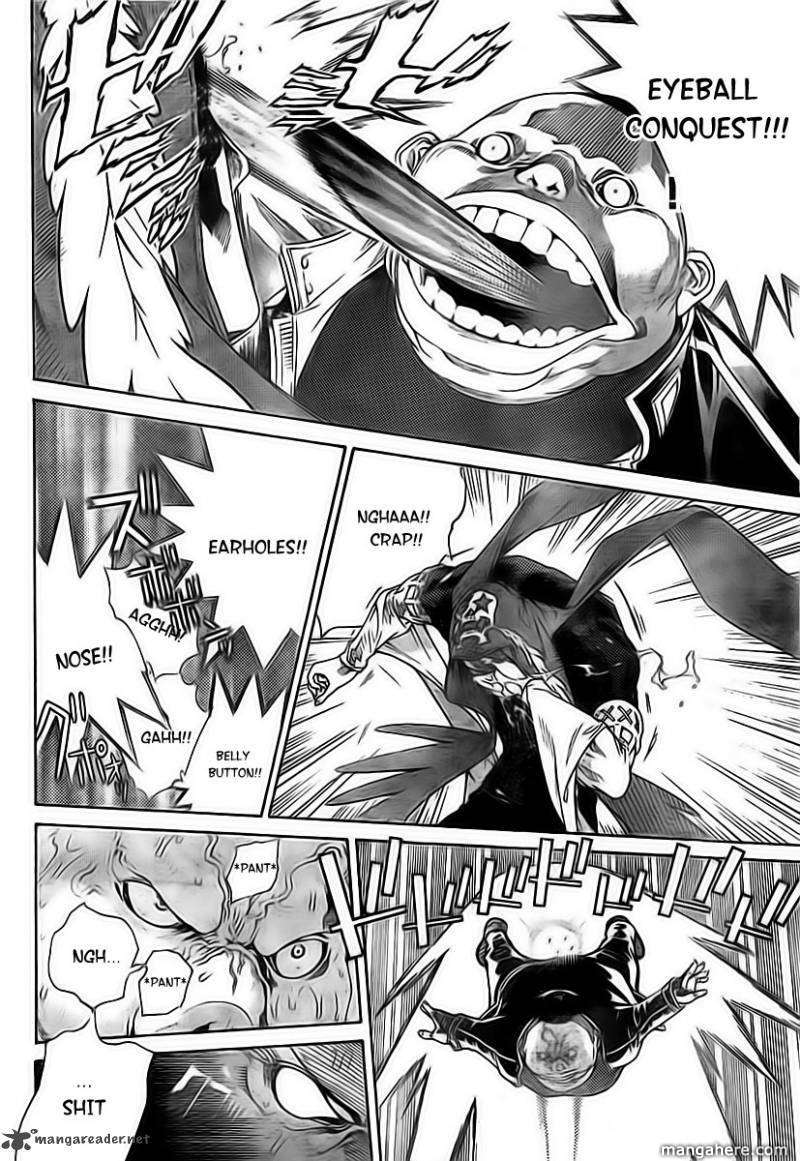 EYEBALL
CONQUEST!!!
!
NGHAAA!!
CRAP!!
EARHOLES!!
AGGHH!
NOSE!!
GAHH!!
BELLY
BUTTON!!
*PANT*
NGH...
*PANT*
...
SHIT
mangareader.net
mangahere.com